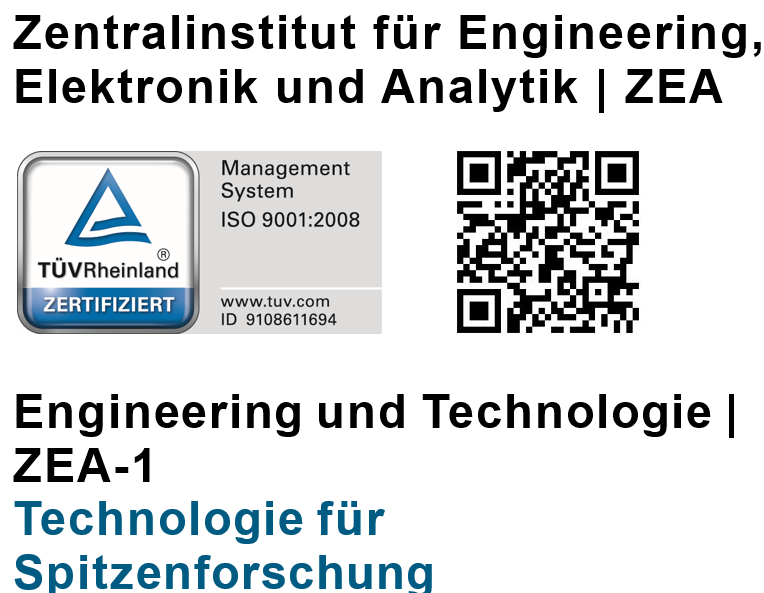 Zentralinstitut für Engineering,
Elektronik und Analytik | ZEA
Management
System
ISO 9001:2008
®
TÜVRheinland
ZERTIFIZIERT
www.tuv.com
ID 9108611694
Engineering und Technologie |
ZEA-1
Technologie für
Spitzenforschung